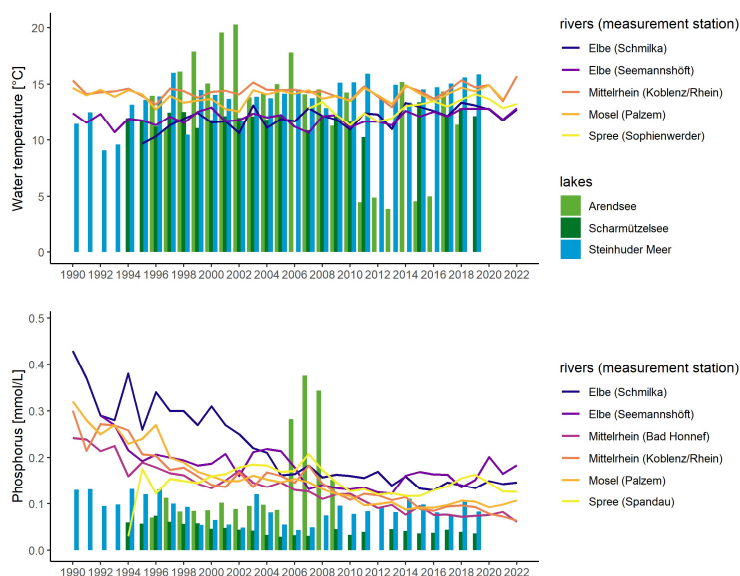 Water temperature [°C]
20
15
10
5
0
1990 1992 1994 1996 1998 2000 2002 2004 2006 2008 2010 2012 2014 2016 2018 2020 2022
rivers (measurement station)
Elbe (Schmilka)
Elbe (Seemannshöft)
Mittelrhein (Koblenz/Rhein)
Mosel (Palzem)
Spree (Sophienwerder)
lakes
Arendsee
Scharmützelsee
Steinhuder Meer
Phosphorus [mmol/L]
0.5
0.4
0.3
0.2
0.1
0.0
1990 1992 1994 1996 1998 2000 2002 2004 2006 2008 2010 2012 2014 2016 2018 2020 2022
rivers (measurement station)
Elbe (Schmilka)
Elbe (Seemannshöft)
Mittelrhein (Bad Honnef)
Mittelrhein (Koblenz/Rhein)
Mosel (Palzem)
Spree (Spandau)